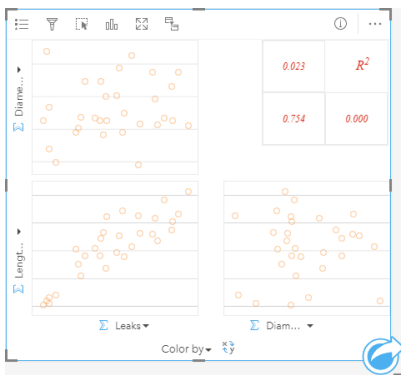 Diame...
0.023 R²
0.754 0.000
Lengt...
Σ Leaks Σ Diam...
Color by